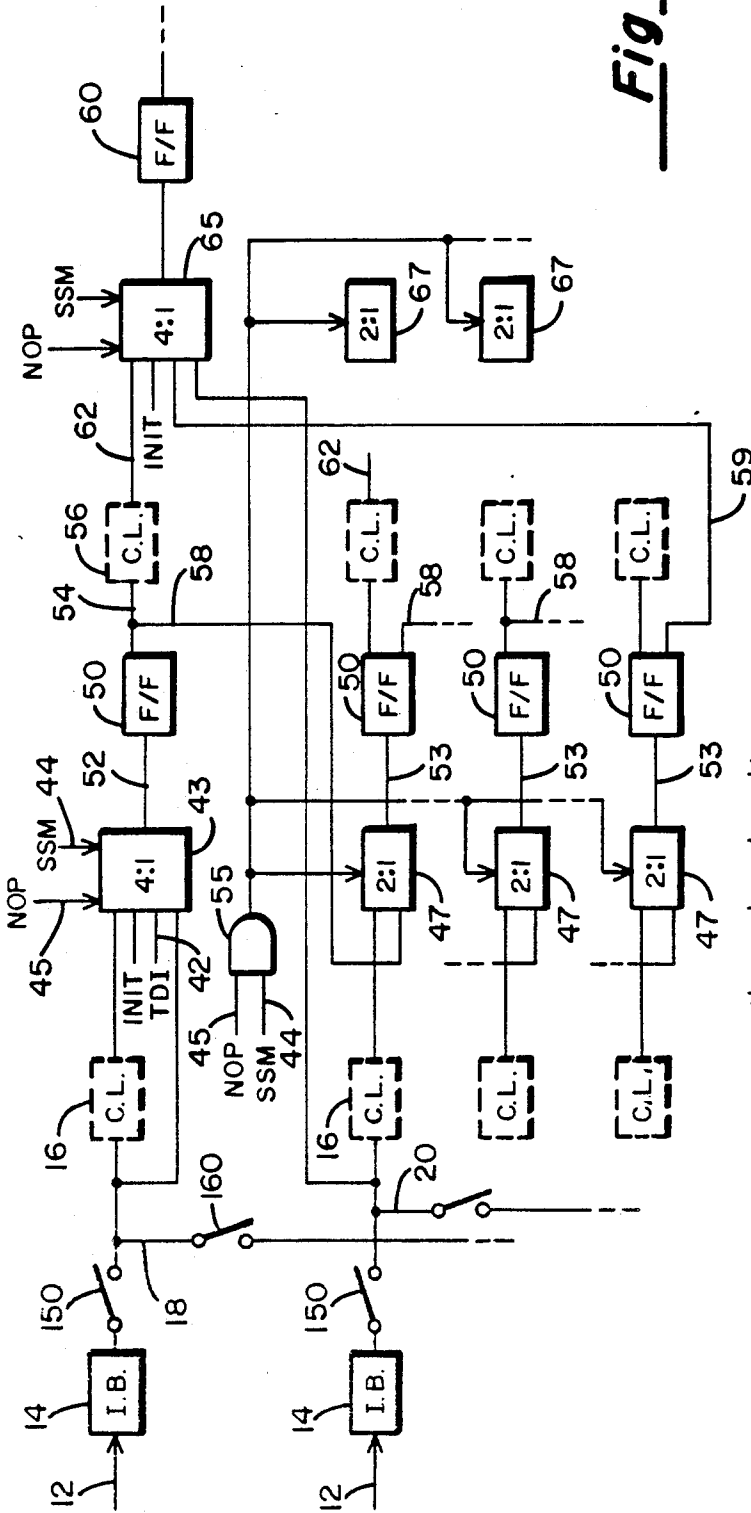 NOP
SSM
60
F/F
65
4:1
62
INIT
NOP
SSM
44
45
52
50
F/F
54
56
C.L.
58
43
4:1
INIT
TDI
42
16
C.L.
150
14
I.B.
12
18
160
55
45
NOP
SSM
44
2:1
67
2:1
67
Fig
150
14
I.B.
12
16
C.L.
20
2:1
47
53
50
F/F
58
C.L.
62
C.L.
2:1
47
53
50
F/F
58
C.L.
C.L.
2:1
47
53
50
F/F
C.L.
59